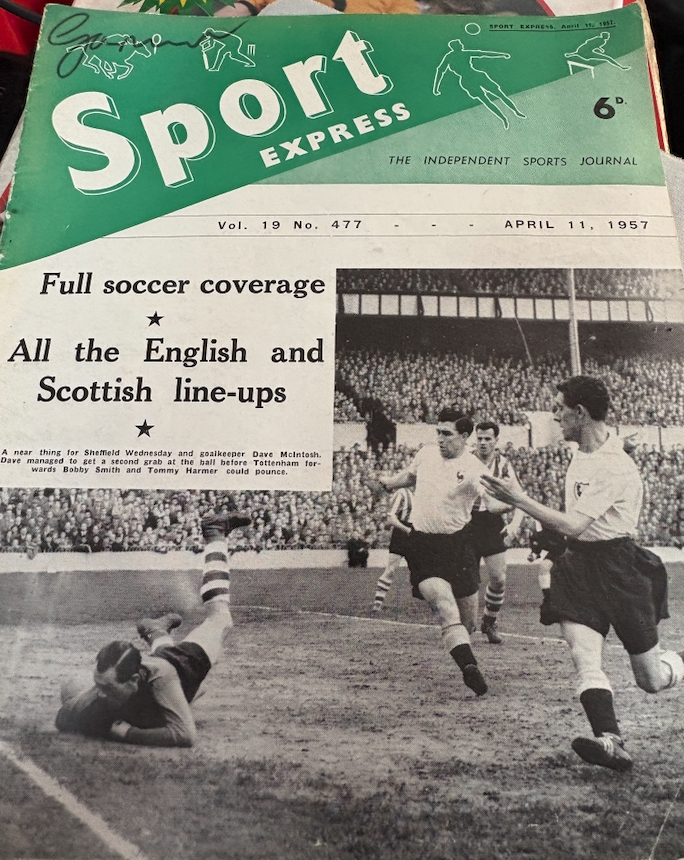 SPORT EXPRESS, April 11, 1957.
Sport
EXPRESS
6D.
THE INDEPENDENT SPORTS JOURNAL
Vol. 19 No. 477 - - - APRIL 11, 1957
Full soccer coverage
★
All the English and
Scottish line-ups
★
A near thing for Sheffield Wednesday and goalkeeper Dave McIntosh.
Dave managed to get a second grab at the ball before Tottenham for-
wards Bobby Smith and Tommy Harmer could pounce.